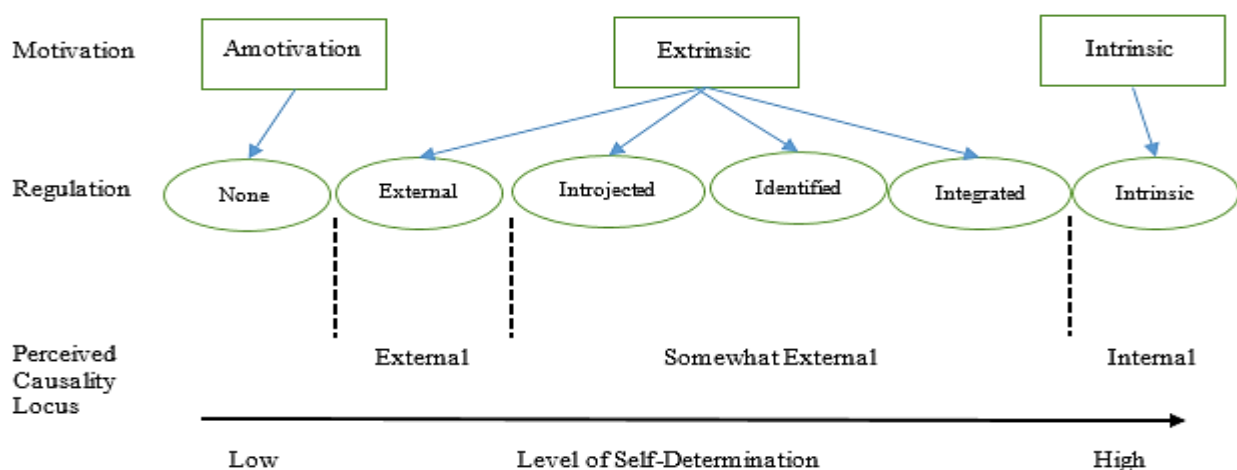 Motivation Amotivation Extrinsic Intrinsic
Regulation None External Introjected Identified Integrated Intrinsic
Perceived External Somewhat External Internal
Causality
Locus
Low Level of Self-Determination High